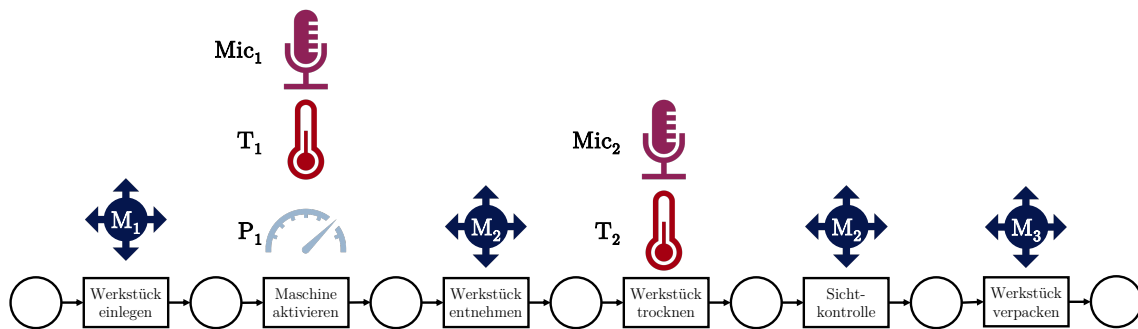 Mic₁
T₁
Mic₂
M₁
P₁
M₂
T₂
M₂
M₃
Werkstück
einlegen
Maschine
aktivieren
Werkstück
entnehmen
Werkstück
trocknen
Sicht-
kontrolle
Werkstück
verpacken